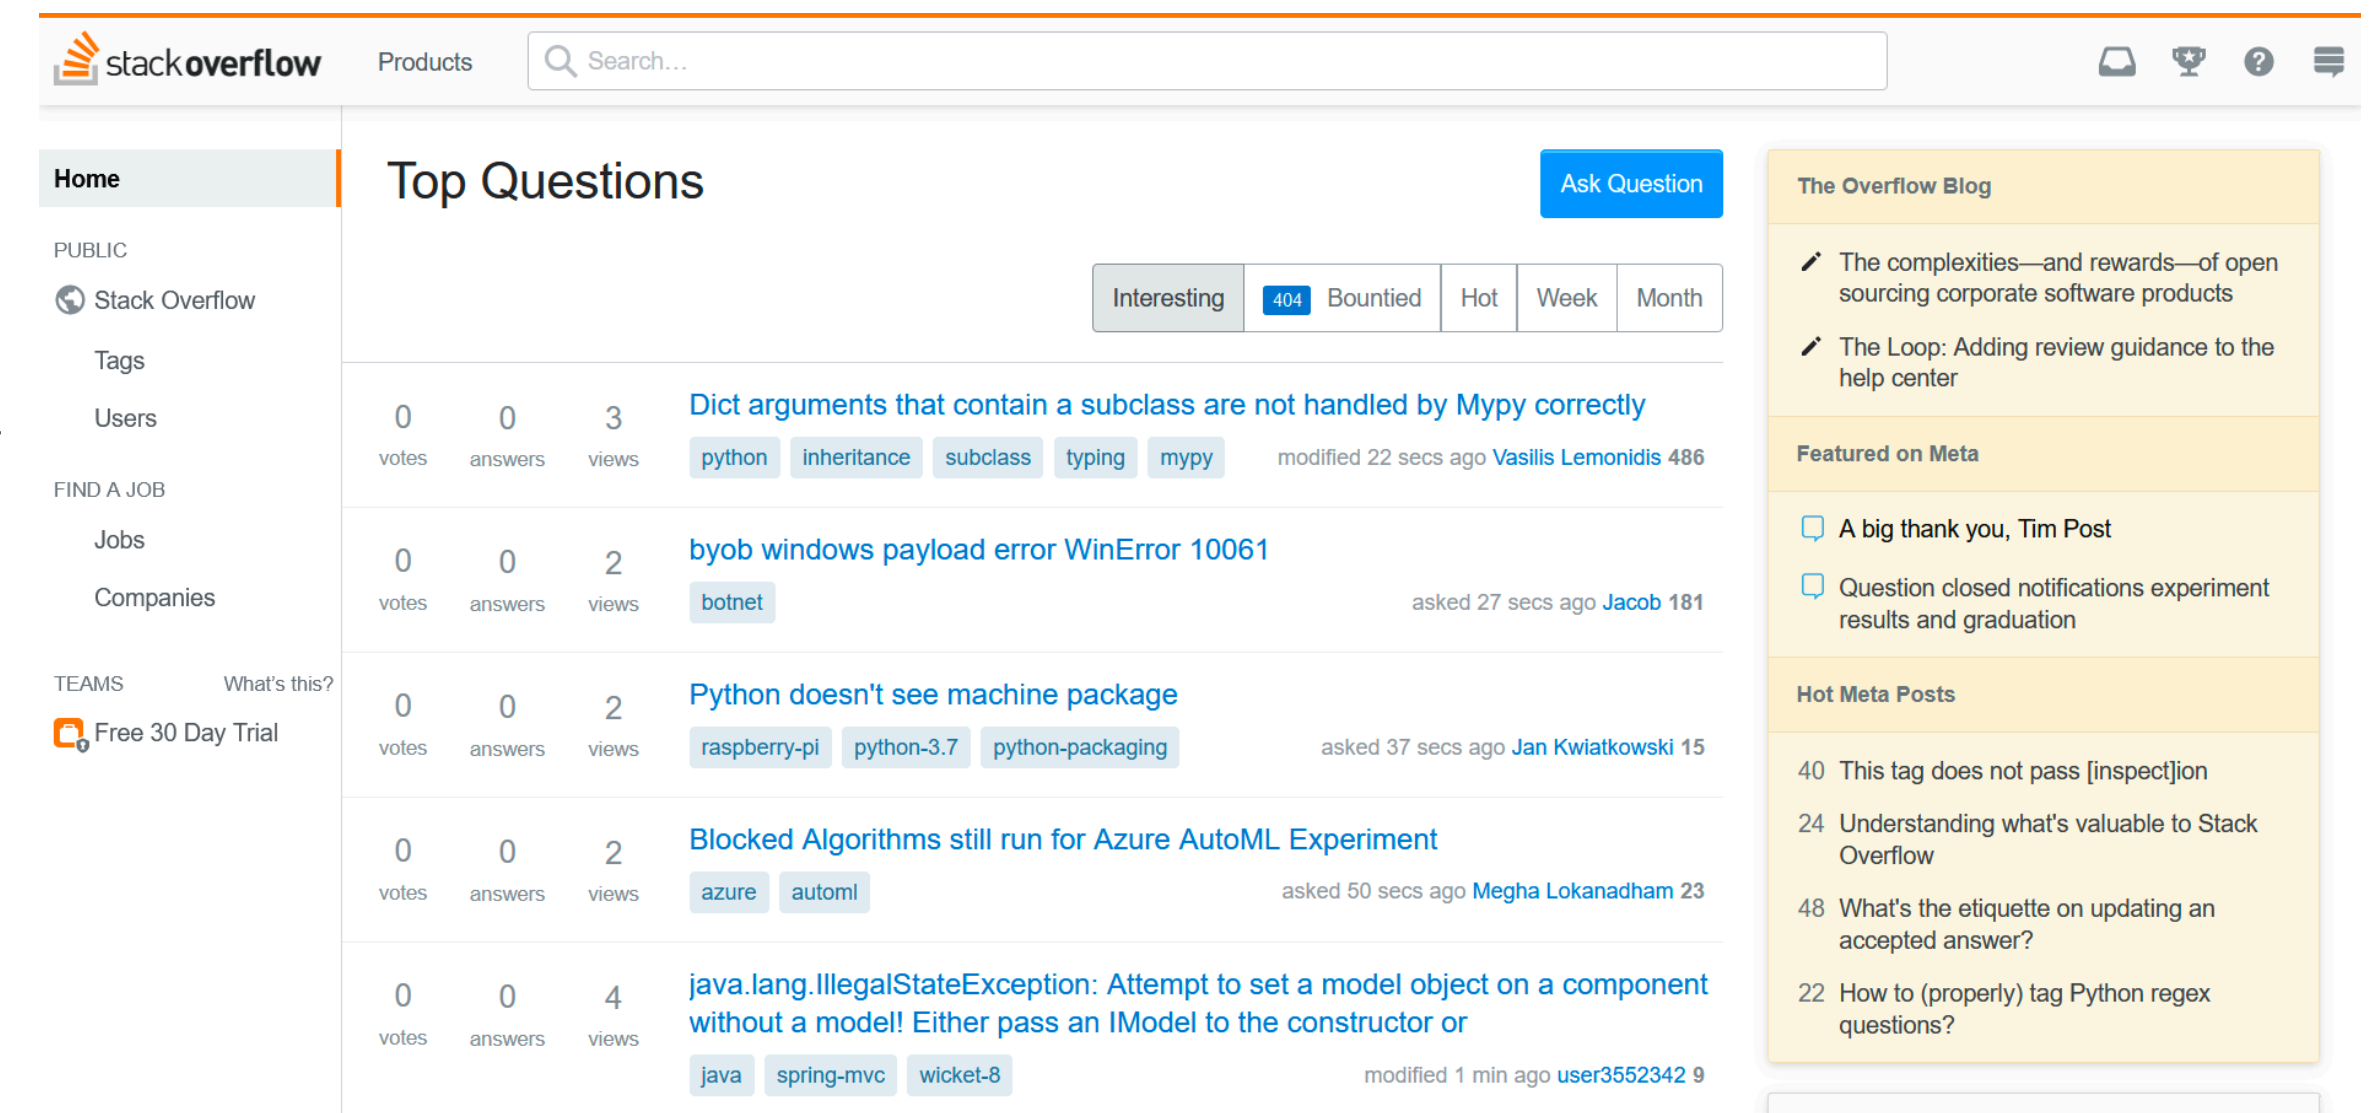 stackoverflow
Products
Search...
Home
PUBLIC
Stack Overflow
Tags
Users
FIND A JOB
Jobs
Companies
TEAMS What's this?
Free 30 Day Trial
Top Questions
Ask Question
Interesting 404 Bountied Hot Week Month
0 votes 0 answers 3 views
Dict arguments that contain a subclass are not handled by Mypy correctly
python inheritance subclass typing mypy modified 22 secs ago Vasilis Lemonidis 486
0 votes 0 answers 2 views
byob windows payload error WinError 10061
botnet asked 27 secs ago Jacob 181
0 votes 0 answers 2 views
Python doesn't see machine package
raspberry-pi python-3.7 python-packaging asked 37 secs ago Jan Kwiatkowski 15
0 votes 0 answers 2 views
Blocked Algorithms still run for Azure AutoML Experiment
azure automl asked 50 secs ago Megha Lokanadham 23
0 votes 0 answers 4 views
java.lang.IllegalStateException: Attempt to set a model object on a component
without a model! Either pass an IModel to the constructor or
java spring-mvc wicket-8 modified 1 min ago user3552342 9
The Overflow Blog
The complexities—and rewards—of open
sourcing corporate software products
The Loop: Adding review guidance to the
help center
Featured on Meta
A big thank you, Tim Post
Question closed notifications experiment
results and graduation
Hot Meta Posts
40 This tag does not pass [inspect]ion
24 Understanding what's valuable to Stack
Overflow
48 What's the etiquette on updating an
accepted answer?
22 How to (properly) tag Python regex
questions?